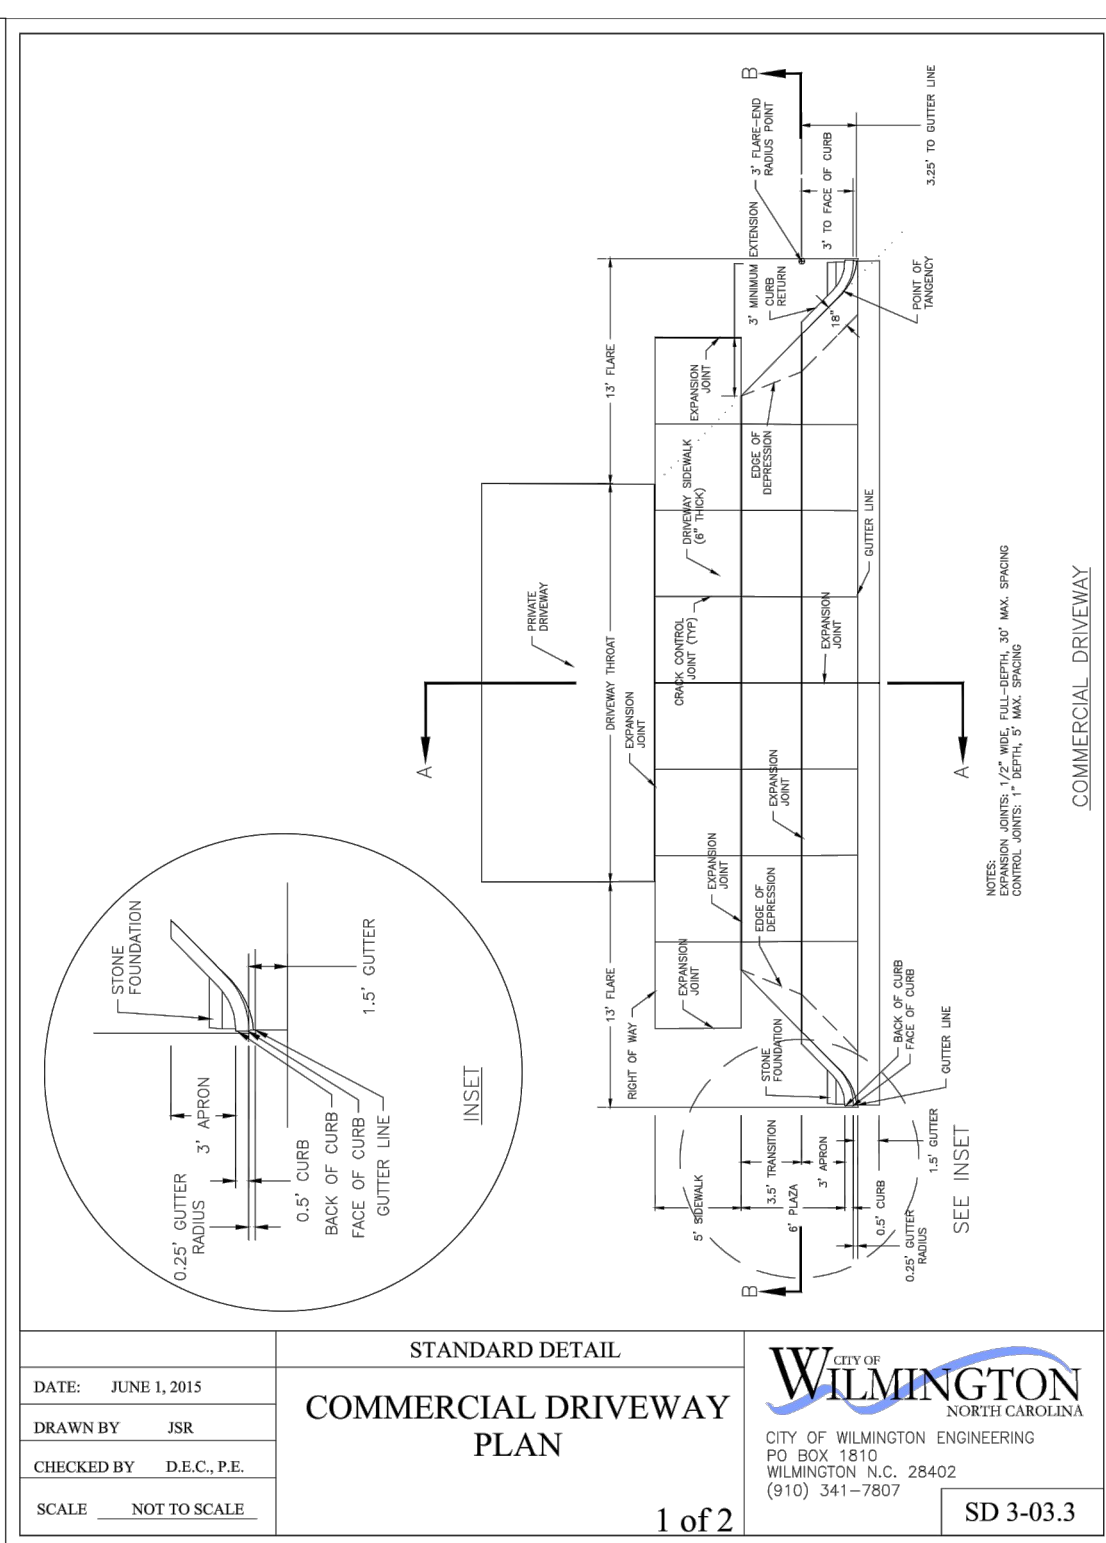 B
3' FLARE-END
RADIUS POINT
3.25' TO GUTTER LINE
3' TO FACE OF CURB
3' MINIMUM EXTENSION
CURB
RETURN
18"
POINT OF
TANGENCY
13' FLARE
EXPANSION
JOINT
EDGE OF
DEPRESSION
DRIVEWAY SIDEWALK
(6" THICK)
GUTTER LINE
PRIVATE
DRIVEWAY
DRIVEWAY THROAT
CRACK CONTROL
JOINT (TYP)
EXPANSION
JOINT
EXPANSION
JOINT
A
A
EXPANSION
JOINT
EXPANSION
JOINT
EDGE OF
DEPRESSION
EXPANSION
JOINT
13' FLARE
RIGHT OF WAY
STONE
FOUNDATION
BACK OF CURB
FACE OF CURB
GUTTER LINE
5' SIDEWALK
3.5' TRANSITION
6' PLAZA
3' APRON
0.5' CURB
0.25' GUTTER
RADIUS
1.5' GUTTER
SEE INSET
B
NOTES:
EXPANSION JOINTS: 1/2" WIDE, FULL-DEPTH, 30' MAX. SPACING
CONTROL JOINTS: 1" DEPTH, 5' MAX. SPACING
COMMERCIAL DRIVEWAY
STONE
FOUNDATION
1.5' GUTTER
3' APRON
0.25' GUTTER
RADIUS
0.5' CURB
BACK OF CURB
FACE OF CURB
GUTTER LINE
INSET
DATE: JUNE 1, 2015
DRAWN BY JSR
CHECKED BY D.E.C., P.E.
SCALE NOT TO SCALE
STANDARD DETAIL
COMMERCIAL DRIVEWAY
PLAN
1 of 2
CITY OF
WILMINGTON
NORTH CAROLINA
CITY OF WILMINGTON ENGINEERING
PO BOX 1810
WILMINGTON N.C. 28402
(910) 341-7807
SD 3-03.3